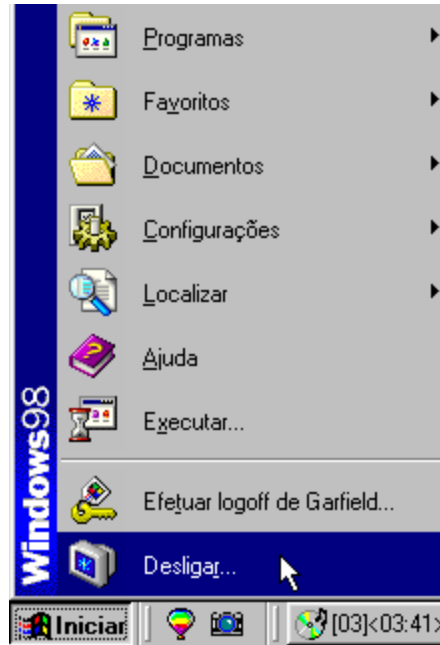 Programas
Favoritos
Documentos
Configurações
Localizar
Ajuda
Executar...
Efetuar logoff de Garfield...
Desligar...
Windows98
Iniciar
[03]<03:41>